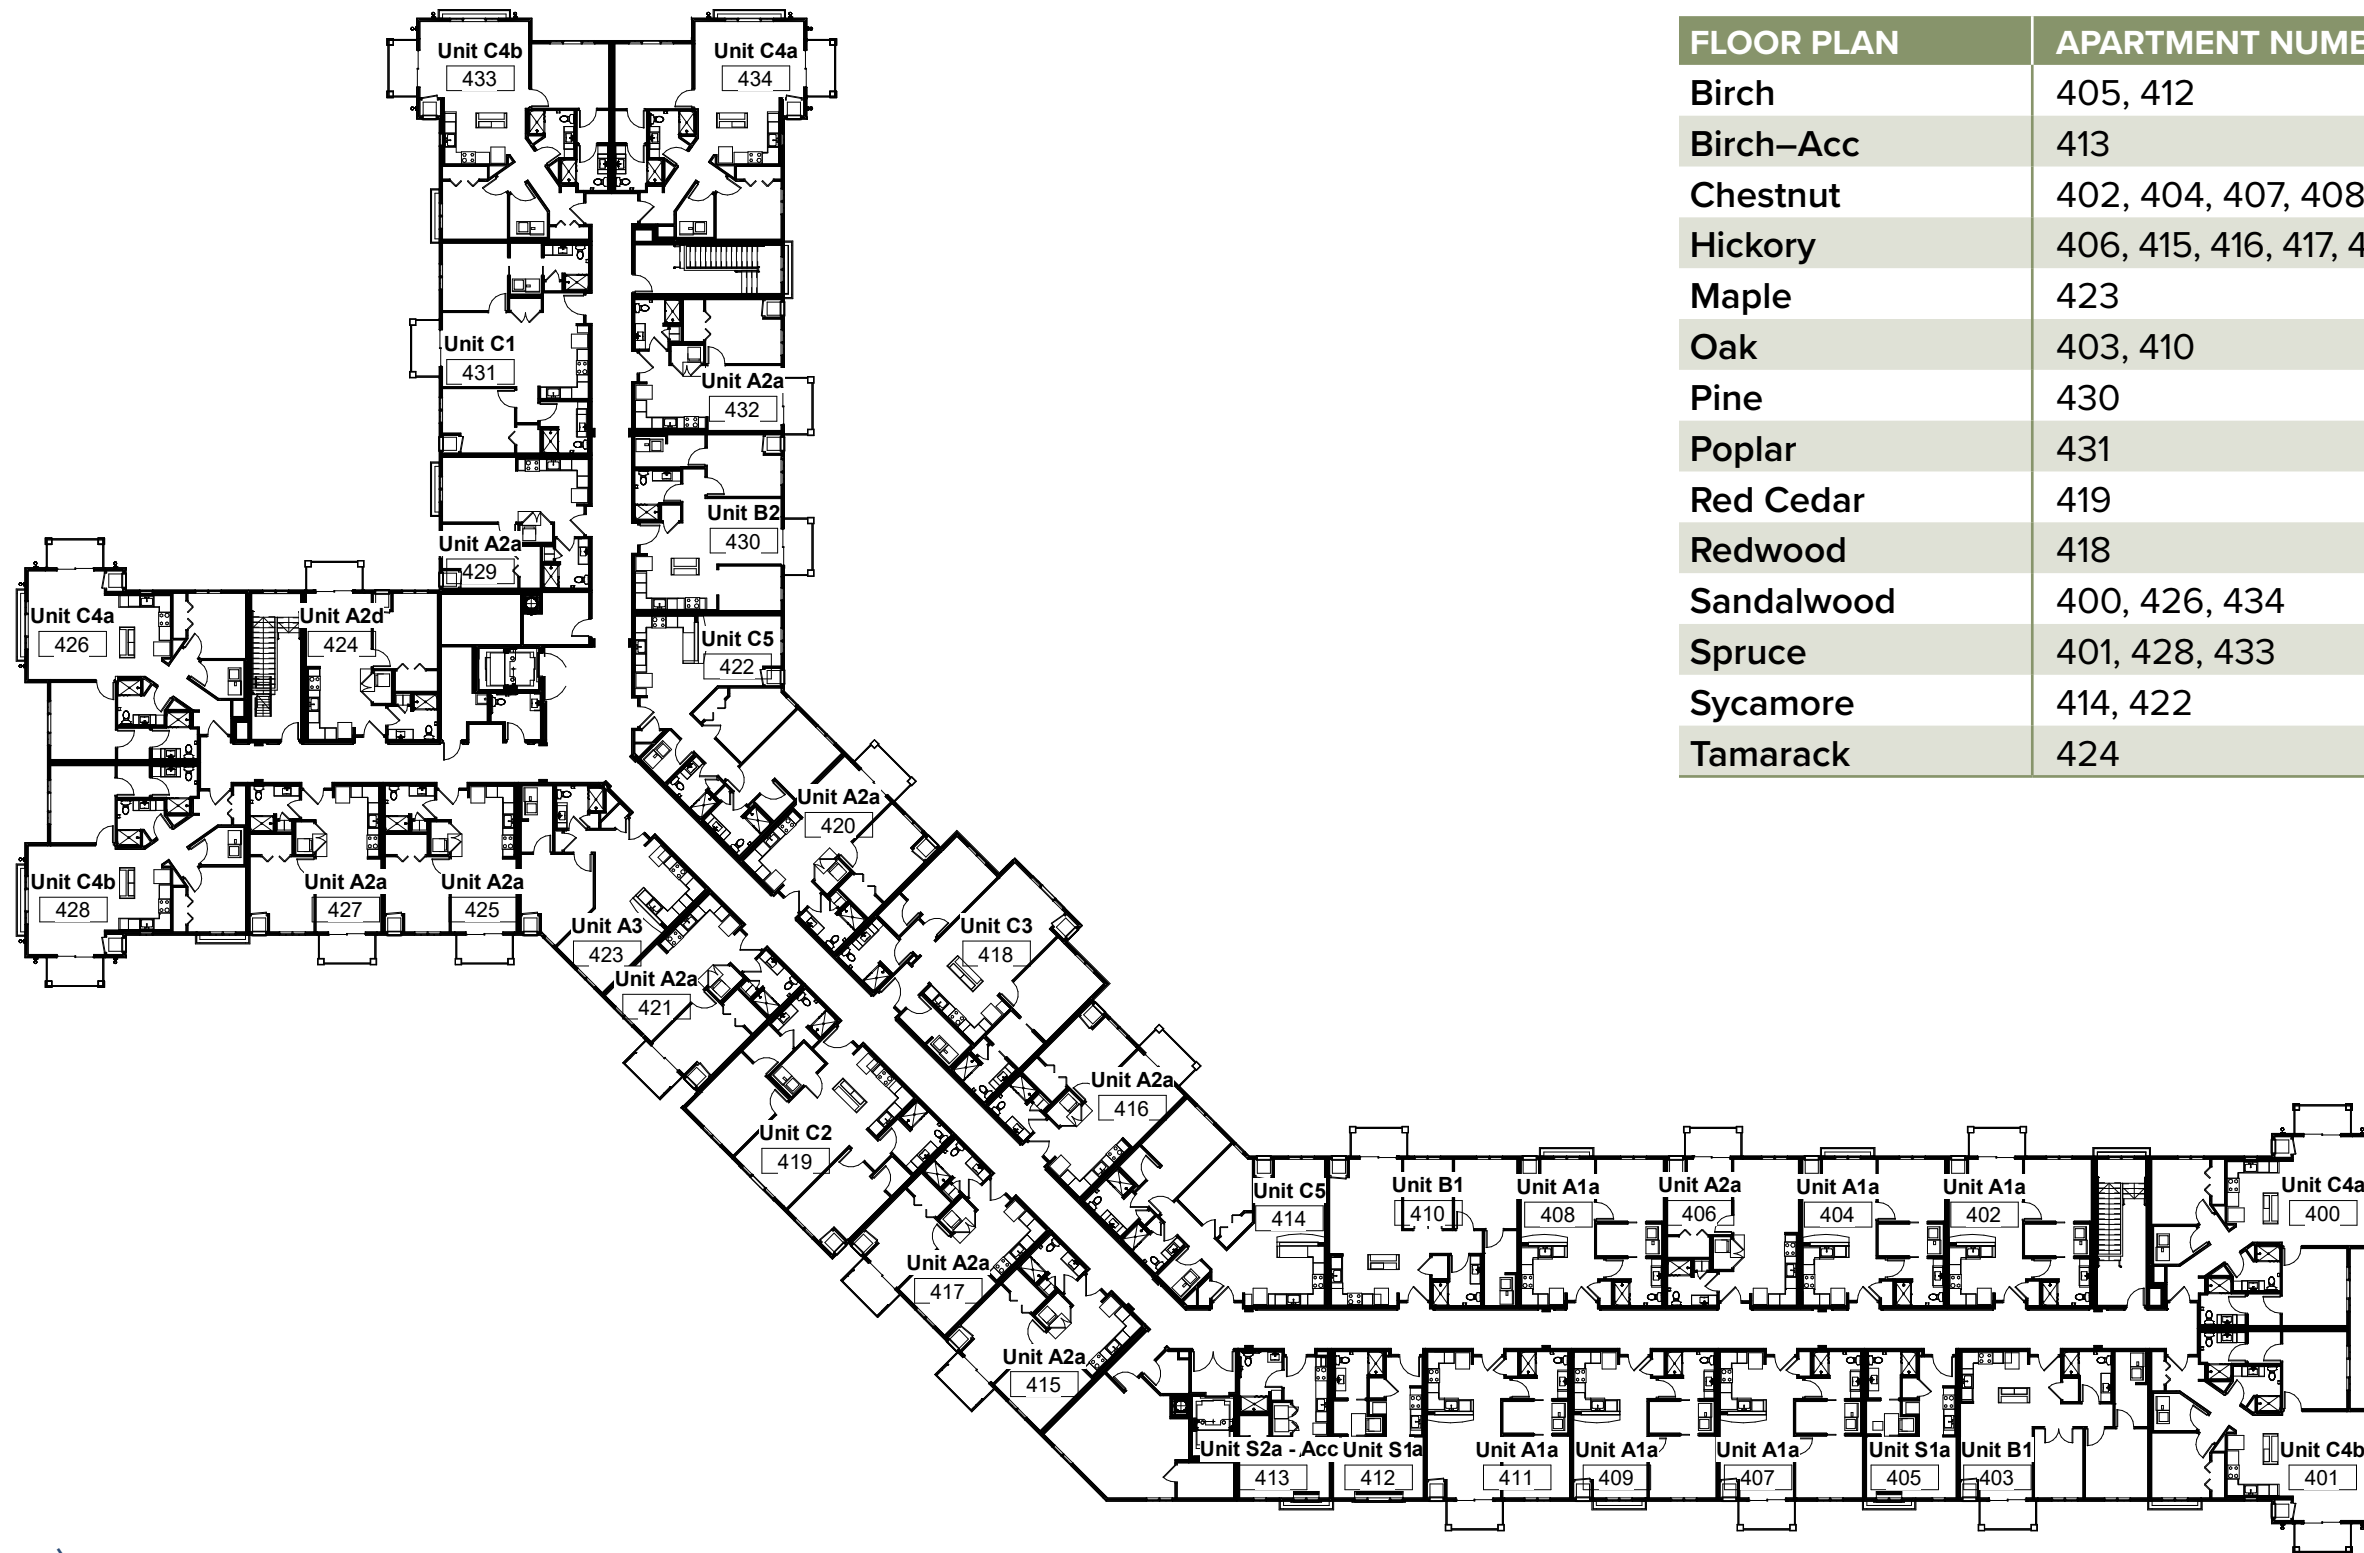 FLOOR PLAN APARTMENT NUMB
Birch 405, 412
Birch–Acc 413
Chestnut 402, 404, 407, 408
Hickory 406, 415, 416, 417, 4
Maple 423
Oak 403, 410
Pine 430
Poplar 431
Red Cedar 419
Redwood 418
Sandalwood 400, 426, 434
Spruce 401, 428, 433
Sycamore 414, 422
Tamarack 424
Unit C4b
433
Unit C4a
434
Unit C1
431
Unit A2a
432
Unit B2
430
Unit A2a
429
Unit C5
422
Unit C4a
426
Unit A2d
424
Unit C4b
428
Unit A2a
427
Unit A2a
425
Unit A3
423
Unit A2a
421
Unit A2a
420
Unit C3
418
Unit C2
419
Unit A2a
416
Unit A2a
417
Unit A2a
415
Unit C5
414
Unit B1
410
Unit A1a
408
Unit A2a
406
Unit A1a
404
Unit A1a
402
Unit C4a
400
Unit S2a - Acc
413
Unit S1a
412
Unit A1a
411
Unit A1a
409
Unit A1a
407
Unit S1a
405
Unit B1
403
Unit C4b
401